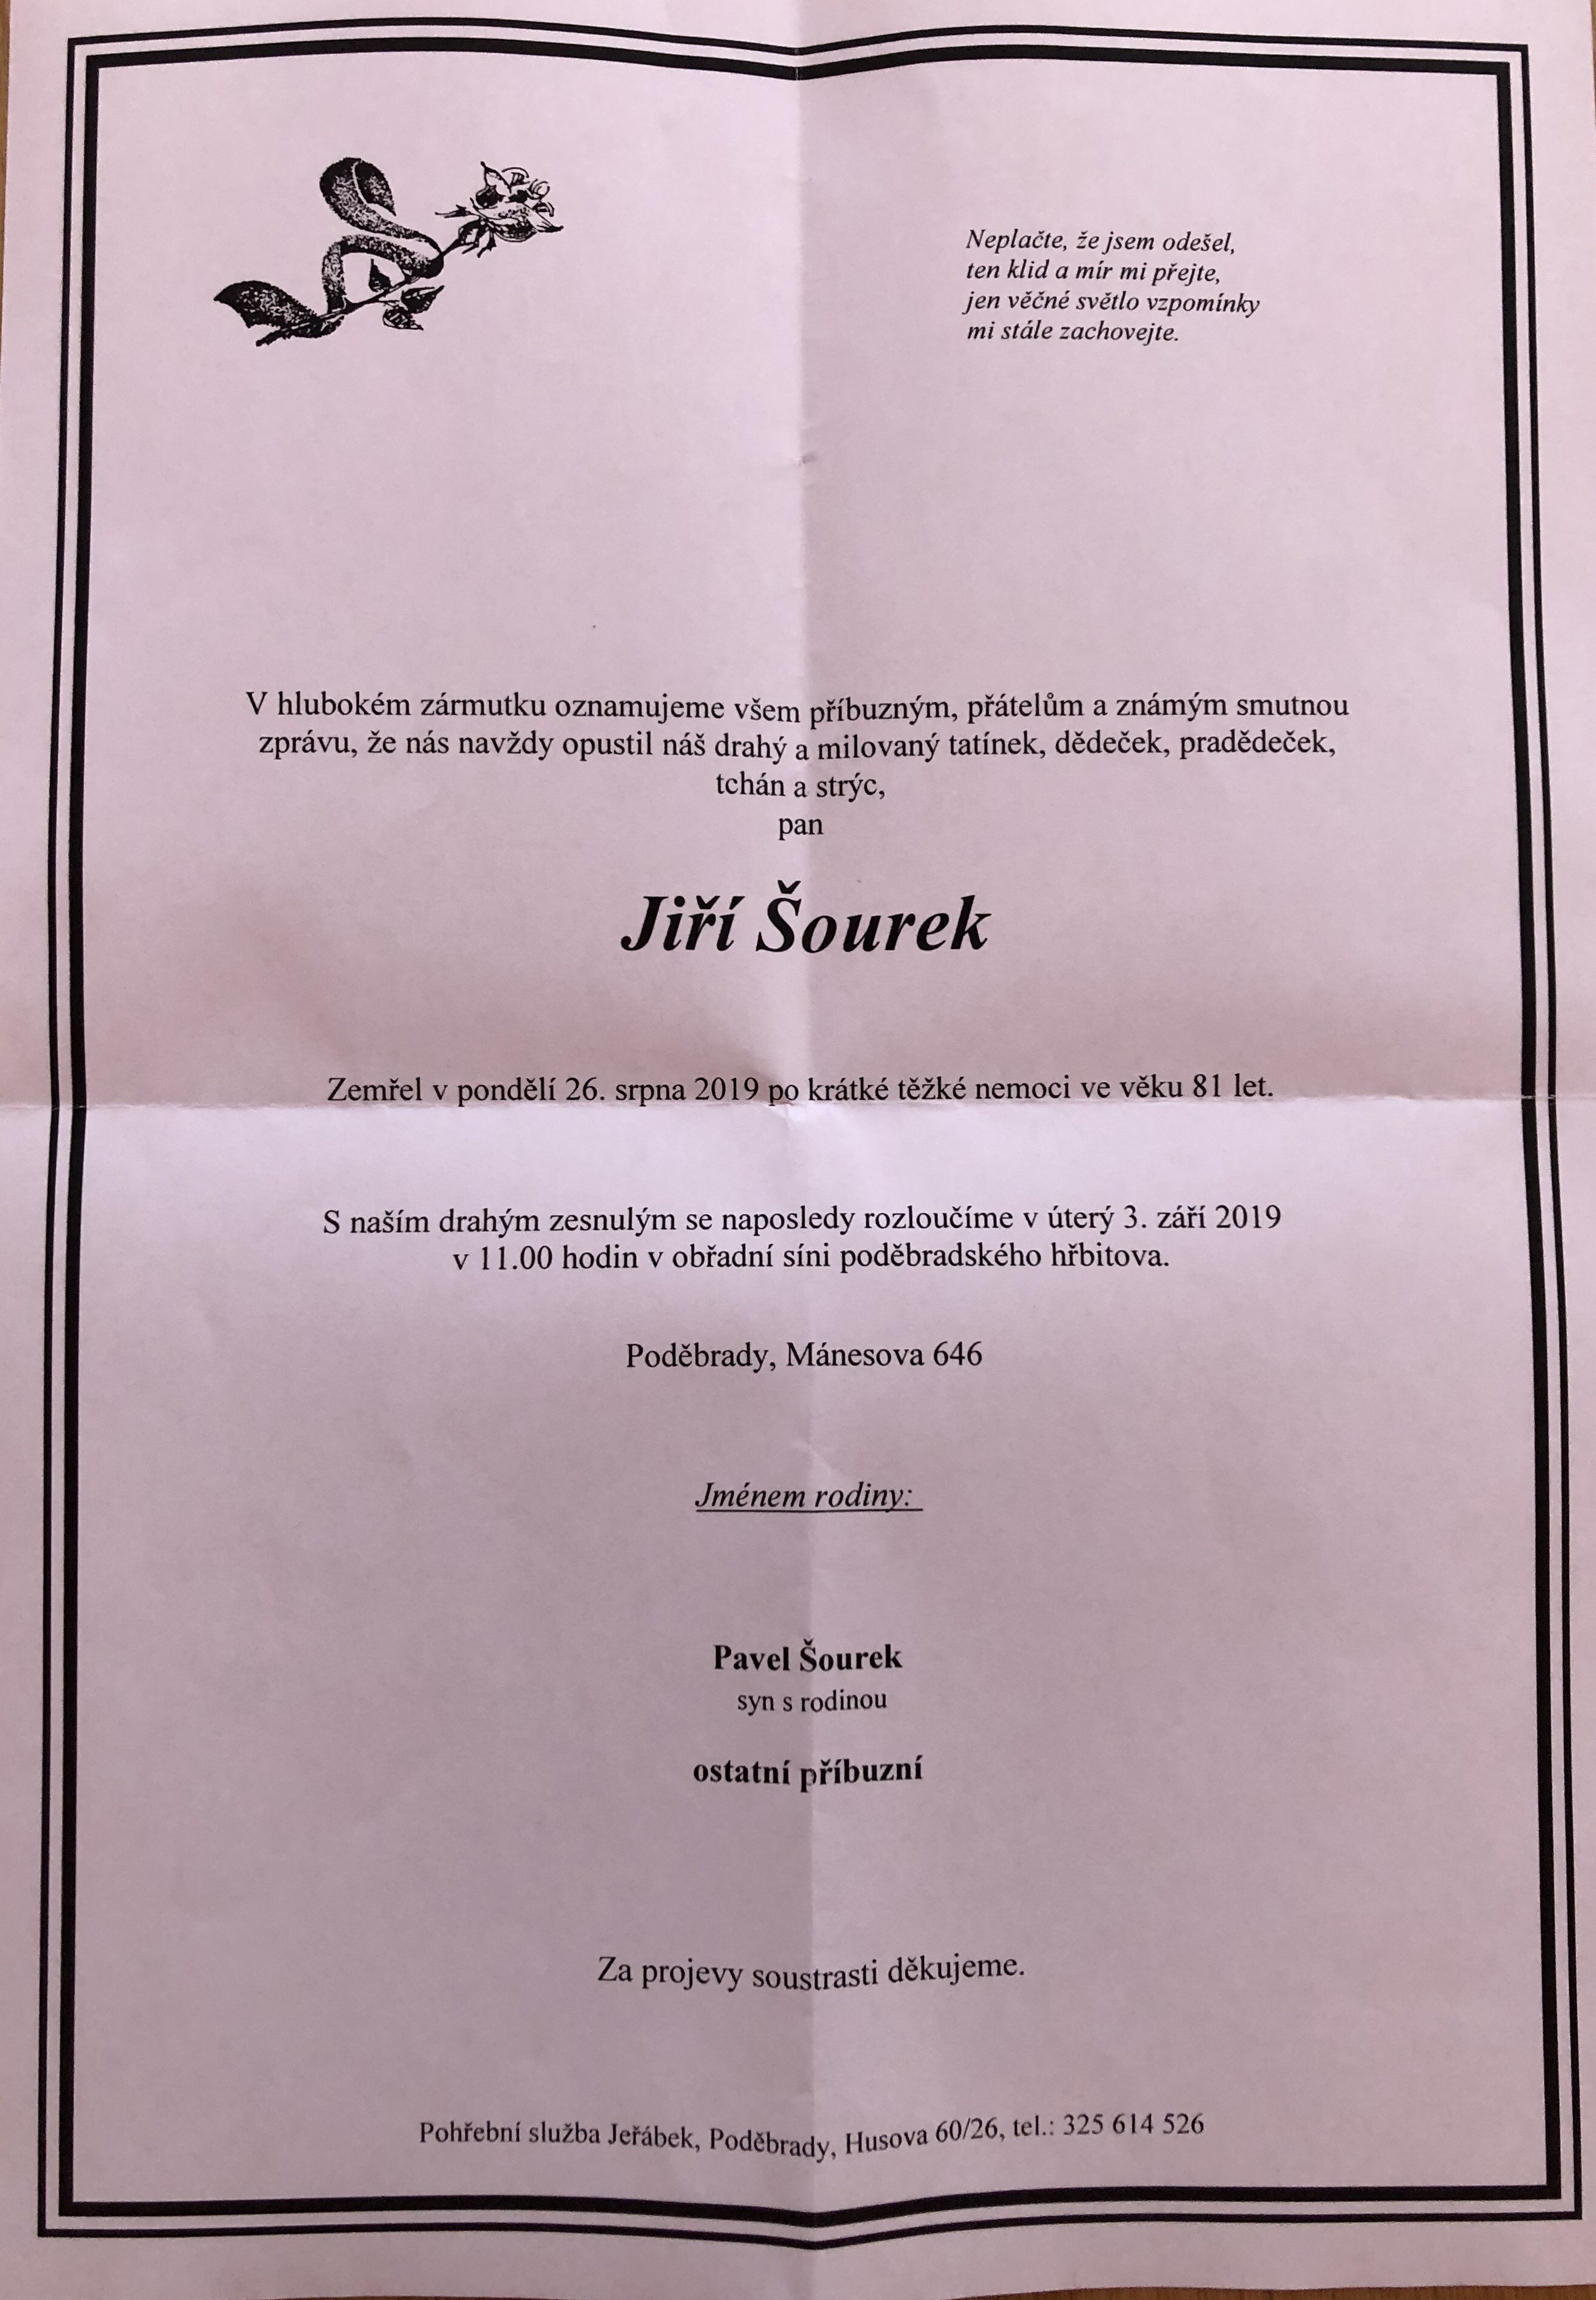 Neplačte, že jsem odešel,
ten klid a mír mi přejte,
jen věčné světlo vzpomínky
mi stále zachovejte.
V hlubokém zármutku oznamujeme všem příbuzným, přátelům a známým smutnou
zprávu, že nás navždy opustil náš drahý a milovaný tatínek, dědeček, pradědeček,
tchán a strýc,
pan
Jiří Šourek
Zemřel v pondělí 26. srpna 2019 po krátké těžké nemoci ve věku 81 let.
S naším drahým zesnulým se naposledy rozloučíme v úterý 3. září 2019
v 11.00 hodin v obřadní síni poděbradského hřbitova.
Poděbrady, Mánesova 646
Jménem rodiny:
Pavel Šourek
syn s rodinou
ostatní příbuzní
Za projevy soustrasti děkujeme.
Pohřební služba Jeřábek, Poděbrady, Husova 60/26, tel.: 325 614 526